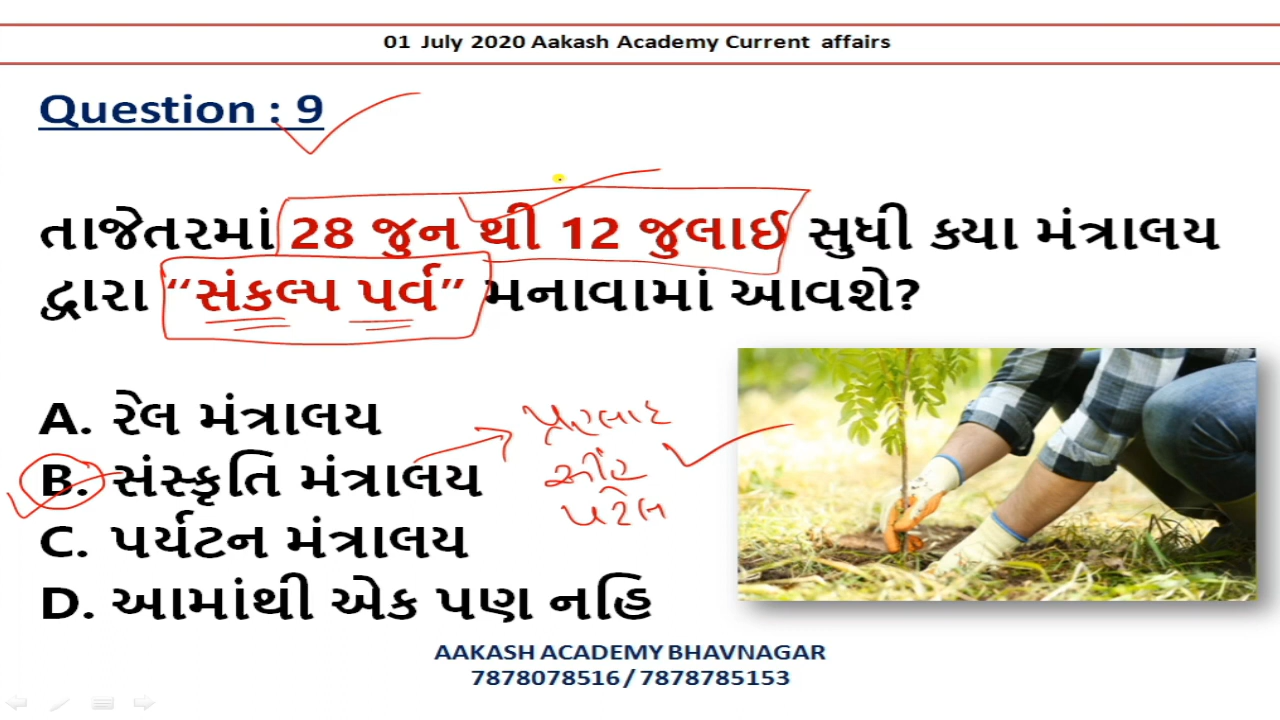 01 July 2020 Aakash Academy Current affairs
Question : 9
તાજેતરમાં 28 જુન થી 12 જુલાઈ સુધી ક્યા મંત્રાલય
દ્વારા “સંકલ્પ પર્વ” મનાવામાં આવશે?
A. રેલ મંત્રાલય
B. સંસ્કૃતિ મંત્રાલય
C. પર્યટન મંત્રાલય
D. આમાંથી એક પણ નહિ
પટેલ
AAKASH ACADEMY BHAVNAGAR
7878078516 / 7878785153